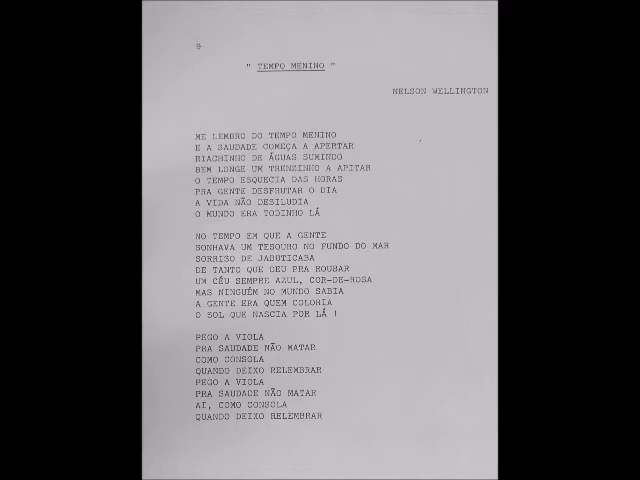 9
" TEMPO MENINO "
NELSON WELLINGTON
ME LEMBRO DO TEMPO MENINO
E A SAUDADE COMEÇA A APERTAR
RIACHINHO DE ÁGUAS SUMINDO
BEM LONGE UM TRENZINHO A APITAR
O TEMPO ESQUECIA DAS HORAS
PRA GENTE DESFRUTAR O DIA
A VIDA NÃO DESILUDIA
O MUNDO ERA TODINHO LÁ
NO TEMPO EM QUE A GENTE
SONHAVA UM TESOURO NO FUNDO DO MAR
SORRISO DE JABUTICABA
DE TANTO QUE DEU PRA ROUBAR
UM CÉU SEMPRE AZUL, COR-DE-ROSA
MAS NINGUÉM NO MUNDO SABIA
A GENTE ERA QUEM COLORIA
O SOL QUE NASCIA POR LÁ !
PEGO A VIOLA
PRA SAUDADE NÃO MATAR
COMO CONSOLA
QUANDO DEIXO RELEMBRAR
PEGO A VIOLA
PRA SAUDADE NÃO MATAR
AI, COMO CONSOLA
QUANDO DEIXO RELEMBRAR